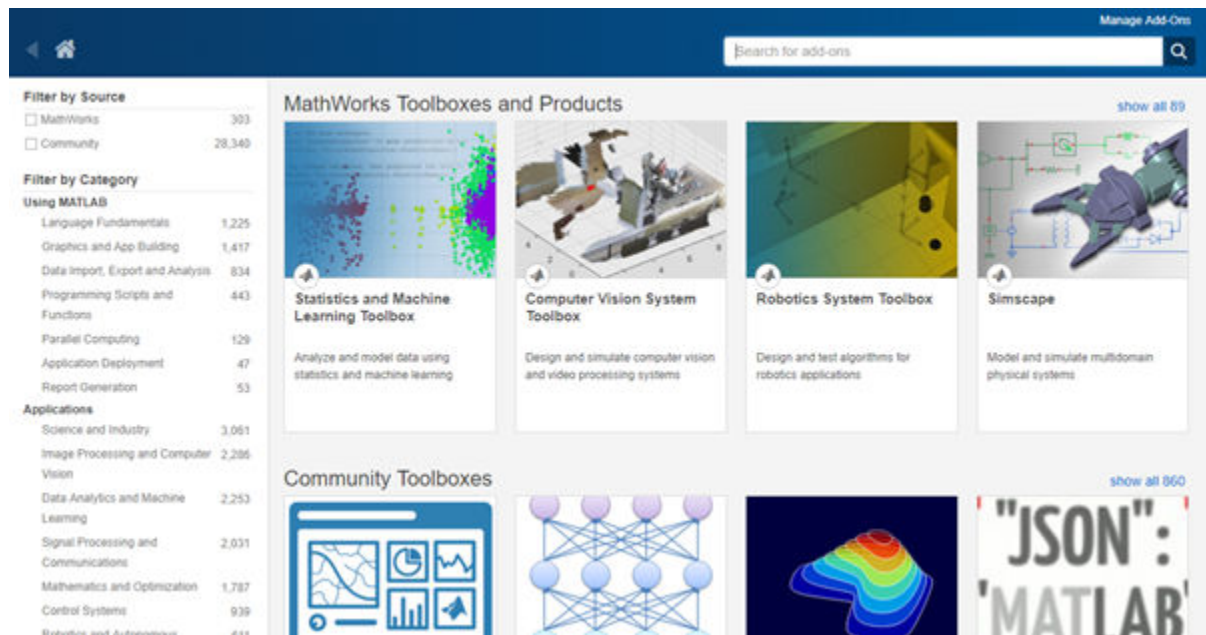 Manage Add-Ons
Search for add-ons
Filter by Source
MathWorks 303
Community 28,340
Filter by Category
Using MATLAB
Language Fundamentals 1,225
Graphics and App Building 1,417
Data Import, Export and Analysis 834
Programming Scripts and 443
Functions
Parallel Computing 129
Application Deployment 47
Report Generation 53
Applications
Science and Industry 3,061
Image Processing and Computer 2,286
Vision
Data Analytics and Machine 2,253
Learning
Signal Processing and 2,031
Communications
Mathematics and Optimization 1,787
Control Systems 939
Robotics and Autonomous
MathWorks Toolboxes and Products show all 89
Statistics and Machine
Learning Toolbox
Analyze and model data using
statistics and machine learning
Computer Vision System
Toolbox
Design and simulate computer vision
and video processing systems
Robotics System Toolbox
Design and test algorithms for
robotics applications
Simscape
Model and simulate multidomain
physical systems
Community Toolboxes show all 860
"JSON":
'MATLAB'